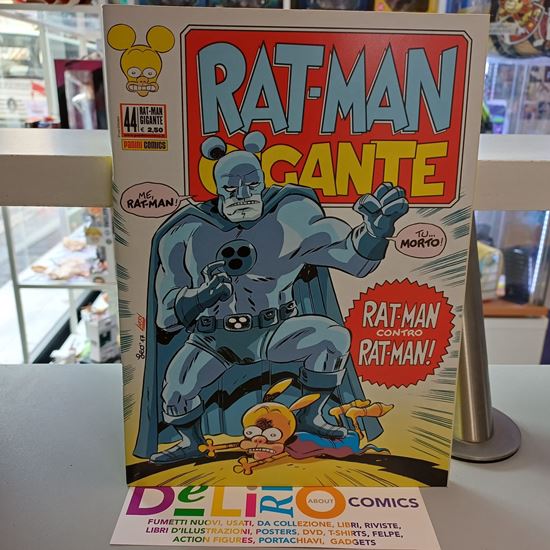 RAT-MAN
GIGANTE
44
RAT-MAN
GIGANTE
€ 2,50
PANINI COMICS
ME,
RAT-MAN!
TU...
MORTO!
RAT-MAN
CONTRO
RAT-MAN!
DeLiRiO
ABOUT
COMICS
FUMETTI NUOVI, USATI, DA COLLEZIONE, LIBRI, RIVISTE,
LIBRI D'ILLUSTRAZIONI, POSTERS, DVD, T-SHIRTS, FELPE,
ACTION FIGURES, PORTACHIAVI, GADGETS